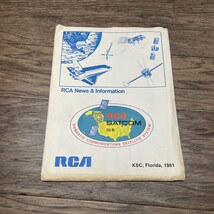 RCA News & Information
RCA
SATCOM
RCA
KSC, Florida, 1981